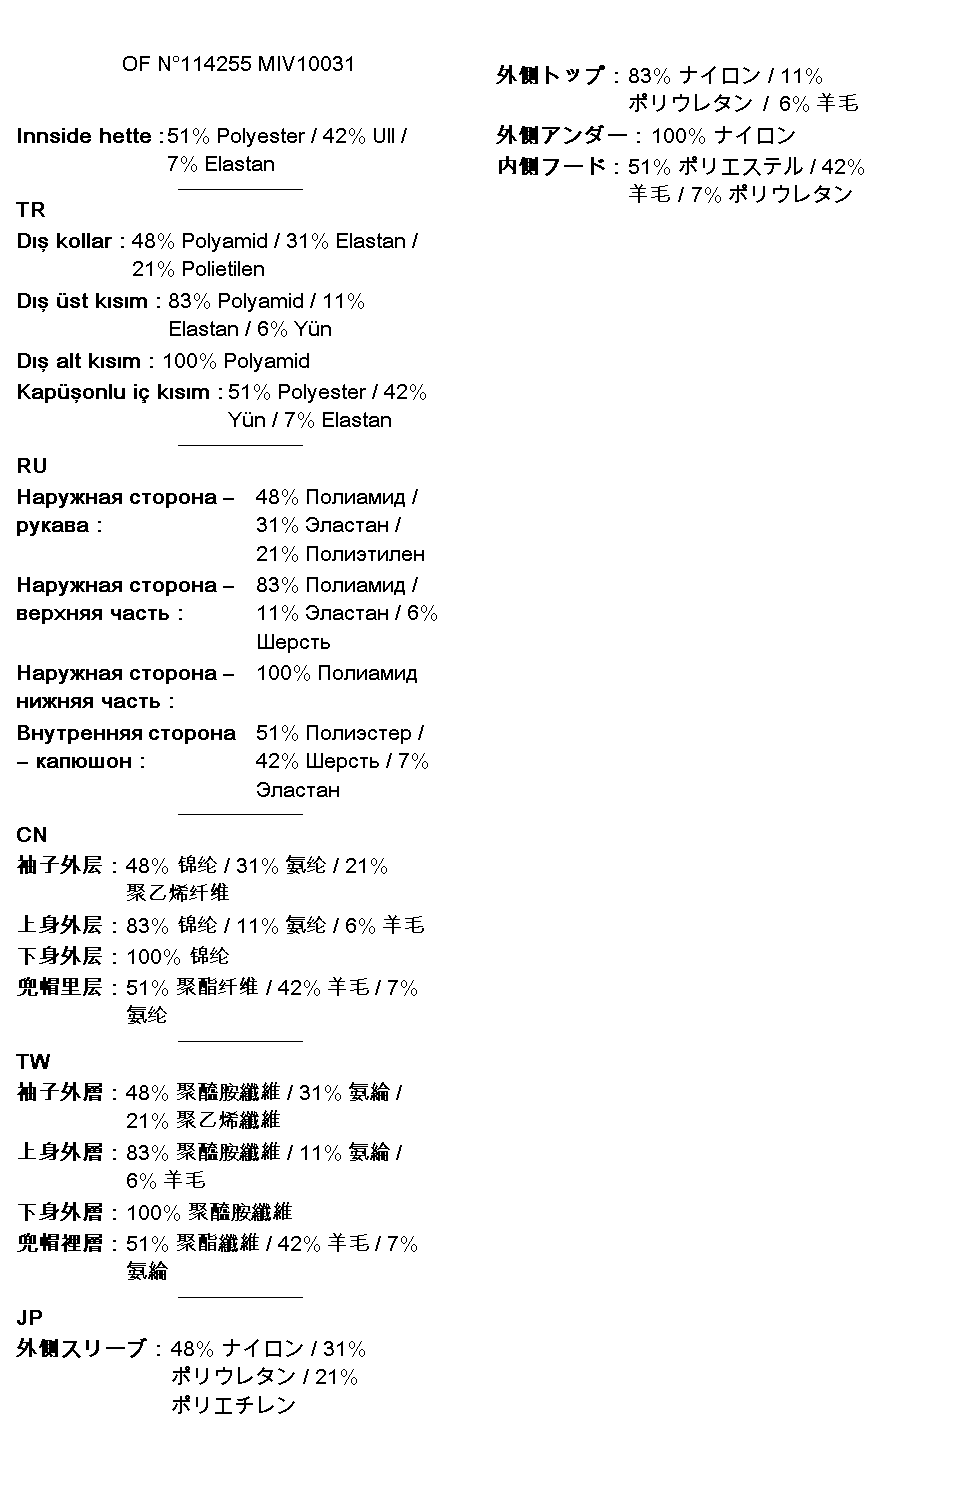 OF N°114255 MIV10031
Innside hette : 51% Polyester / 42% Ull /
7% Elastan
TR
Dış kollar : 48% Polyamid / 31% Elastan /
21% Polietilen
Dış üst kısım : 83% Polyamid / 11%
Elastan / 6% Yün
Dış alt kısım : 100% Polyamid
Kapüşonlu iç kısım : 51% Polyester / 42%
Yün / 7% Elastan
RU
Наружная сторона – 48% Полиамид /
рукава : 31% Эластан /
21% Полиэтилен
Наружная сторона – 83% Полиамид /
верхняя часть : 11% Эластан / 6%
Шерсть
Наружная сторона – 100% Полиамид
нижняя часть :
Внутренняя сторона 51% Полиэстер /
– капюшон : 42% Шерсть / 7%
Эластан
CN
袖子外层 : 48% 锦纶 / 31% 氨纶 / 21%
聚乙烯纤维
上身外层 : 83% 锦纶 / 11% 氨纶 / 6% 羊毛
下身外层 : 100% 锦纶
兜帽里层 : 51% 聚酯纤维 / 42% 羊毛 / 7%
氨纶
TW
袖子外層 : 48% 聚醯胺纖維 / 31% 氨綸 /
21% 聚乙烯纖維
上身外層 : 83% 聚醯胺纖維 / 11% 氨綸 /
6% 羊毛
下身外層 : 100% 聚醯胺纖維
兜帽裡層 : 51% 聚酯纖維 / 42% 羊毛 / 7%
氨綸
JP
外側スリーブ : 48% ナイロン / 31%
ポリウレタン / 21%
ポリエチレン
外側トップ : 83% ナイロン / 11%
ポリウレタン / 6% 羊毛
外側アンダー : 100% ナイロン
内側フード : 51% ポリエステル / 42%
羊毛 / 7% ポリウレタン